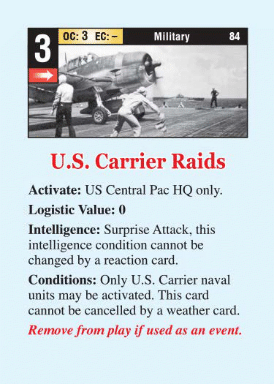 3
OC: 3 EC: –
Military 84
U.S. Carrier Raids
Activate: US Central Pac HQ only.
Logistic Value: 0
Intelligence: Surprise Attack, this
intelligence condition cannot be
changed by a reaction card.
Conditions: Only U.S. Carrier naval
units may be activated. This card
cannot be cancelled by a weather card.
Remove from play if used as an event.